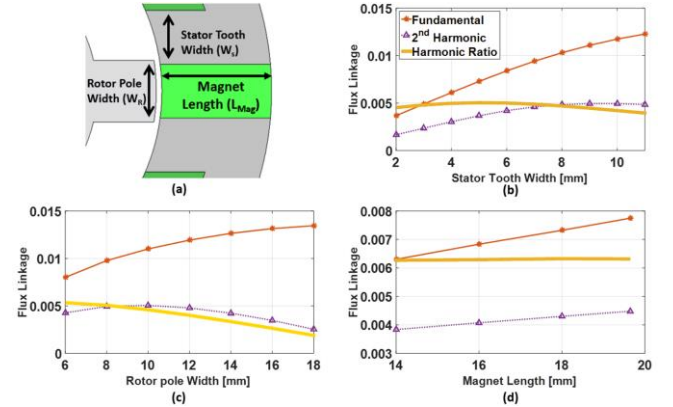 Stator Tooth
Width (Ws)
Rotor Pole
Width (WR)
Magnet
Length (LMag)
(a)
Flux Linkage
0.015
0.01
0.005
0
Fundamental
2nd Harmonic
Harmonic Ratio
2 4 6 8 10
Stator Tooth Width [mm]
(b)
Flux Linkage
0.015
0.01
0.005
0
6 8 10 12 14 16 18
Rotor pole Width [mm]
(c)
Flux Linkage
0.008
0.007
0.006
0.005
0.004
0.003
14 16 18 20
Magnet Length [mm]
(d)